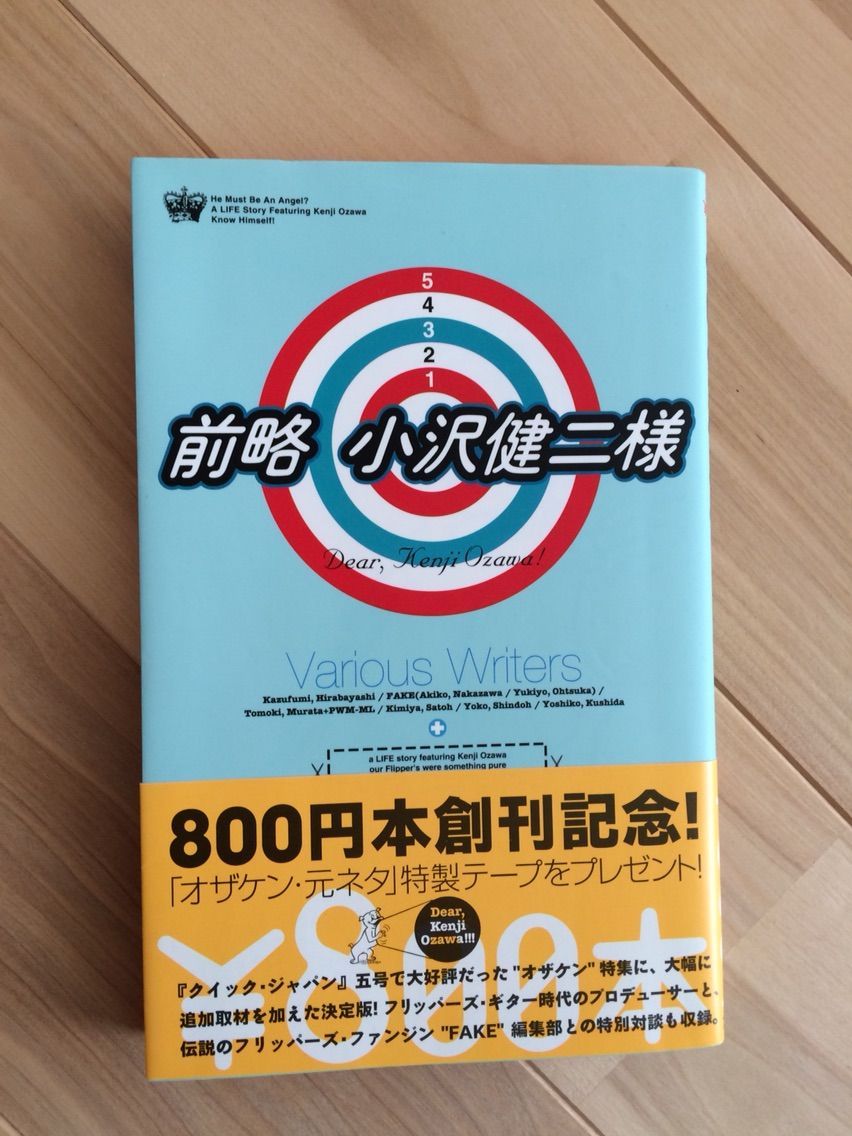 He Must Be An Angel?
A LIFE Story Featuring Kenji Ozawa
Know Himself!
5
4
3
2
1
前略 小沢健二様
Dear, Kenji Ozawa!
Various Writers
Kazufumi, Hirabayashi / FAKE(Akiko, Nakazawa / Yukiyo, Ohtsuka) /
Tomoki, Murata+PWM-ML / Kimiya, Satoh / Yoko, Shindoh / Yoshiko, Kushida
a LIFE story featuring Kenji Ozawa
our Flipper's were something pure
800円本創刊記念!
「オザケン・元ネタ」特製テープをプレゼント!
¥800本
Dear,
Kenji
Ozawa!!!
『クイック・ジャパン』五号で大好評だった"オザケン"特集に、大幅に
追加取材を加えた決定版!フリッパーズ・ギター時代のプロデューサーと、
伝説のフリッパーズ・ファンジン"FAKE"編集部との特別対談も収録。